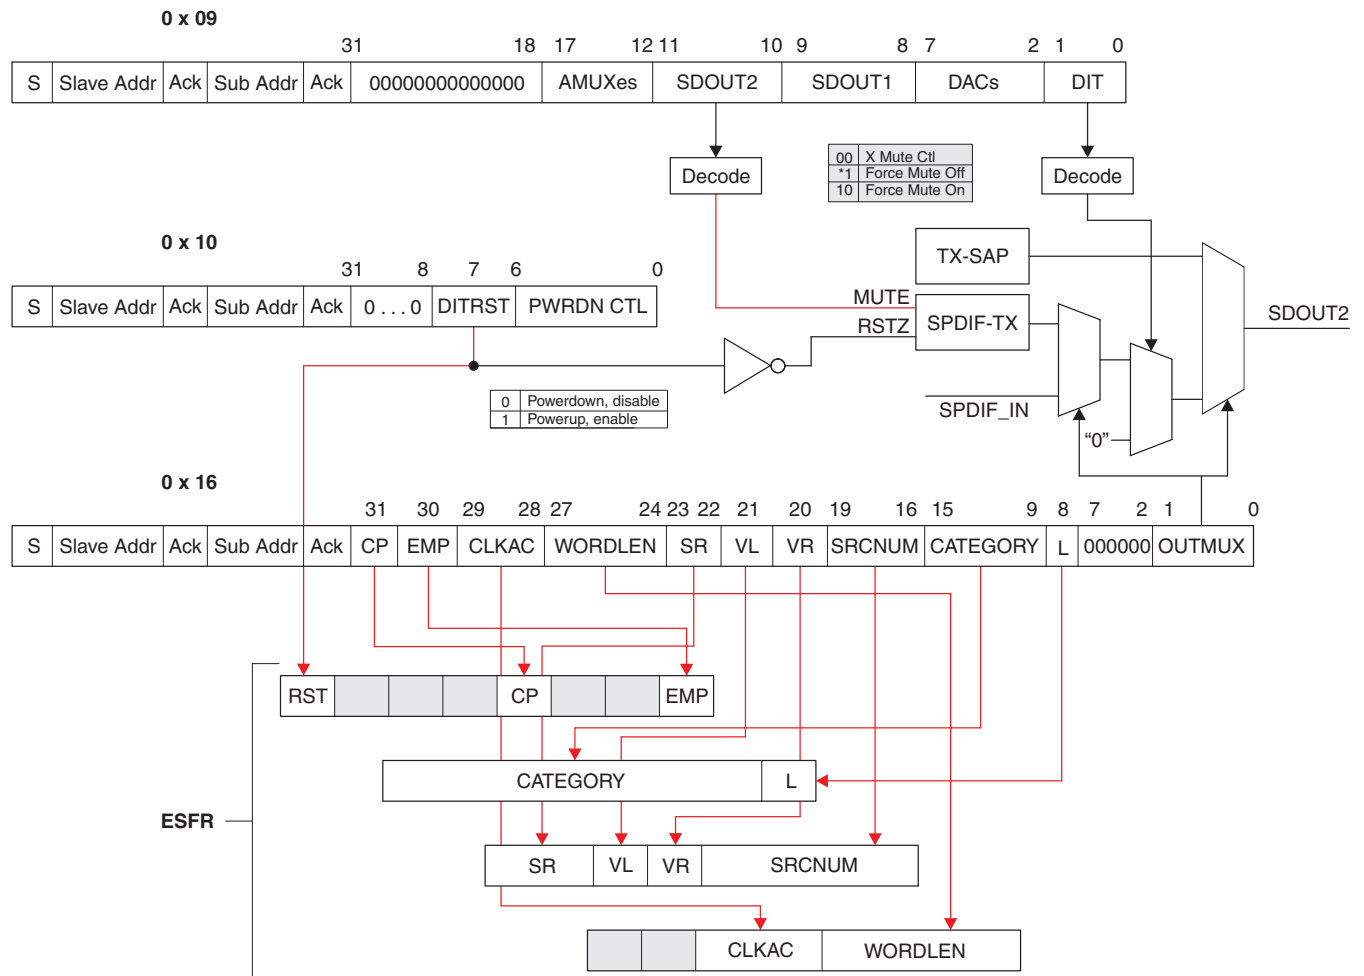 0 x 09
31 18 17 12 11 10 9 8 7 2 1 0
S Slave Addr Ack Sub Addr Ack 00000000000000 AMUXes SDOUT2 SDOUT1 DACs DIT
00 X Mute Ctl
Decode *1 Force Mute Off Decode
10 Force Mute On
0 x 10
TX-SAP
31 8 7 6 0
S Slave Addr Ack Sub Addr Ack 0 . . . 0 DITRST PWRDN CTL
MUTE
SPDIF-TX
SDOUT2
RSTZ
0 Powerdown, disable
1 Powerup, enable
SPDIF_IN
“0”
0 x 16
31 30 29 28 27 24 23 22 21 20 19 16 15 9 8 7 2 1 0
S Slave Addr Ack Sub Addr Ack CP EMP CLKAC WORDLEN SR VL VR SRCNUM CATEGORY L 000000 OUTMUX
RST CP EMP
CATEGORY L
ESFR
SR VL VR SRCNUM
CLKAC WORDLEN